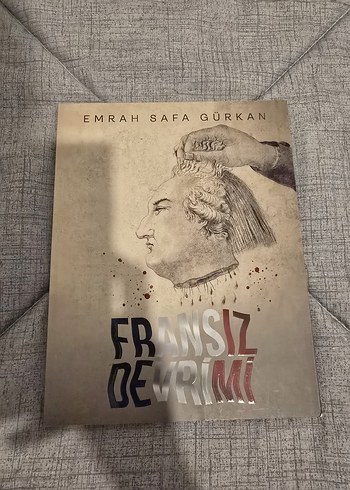 EMRAH SAFA GÜRKAN
FRANSIZ
DEVRİMİ